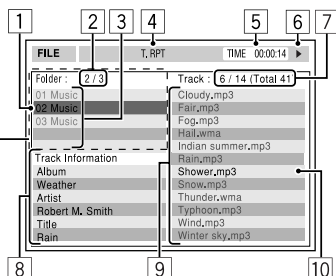 1
2
3
4
5
6
7
FILE
T. RPT
TIME 00:00:14
Folder : 2 / 3
Track : 6 / 14 (Total 41
01 Music
02 Music
03 Music
Cloudy.mp3
Fair.mp3
Fog.mp3
Hail.wma
Indian summer.mp3
Rain.mp3
Shower.mp3
Snow.mp3
Thunder.wma
Typhoon.mp3
Wind.mp3
Winter sky.mp3
Track Information
Album
Weather
Artist
Robert M. Smith
Title
Rain
8
9
10